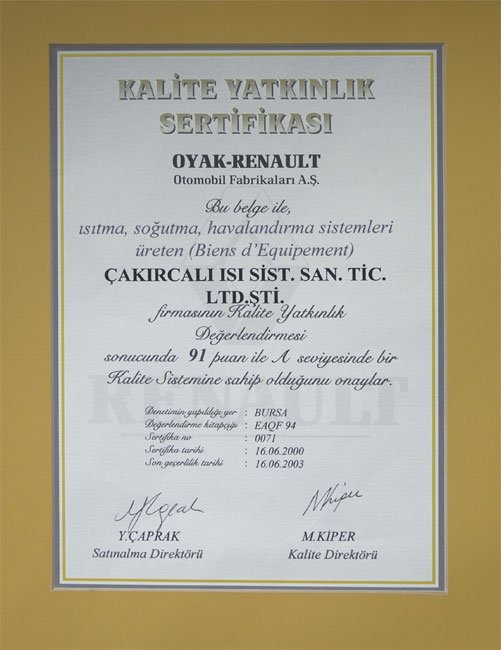 KALİTE YATKINLIK
SERTİFİKASI
OYAK-RENAULT
Otomobil Fabrikaları A.Ş.
Bu belge ile,
ısıtma, soğutma, havalandırma sistemleri
üreten (Biens d'Equipement)
ÇAKIRCALI ISI SİST. SAN. TİC.
LTD.ŞTİ.
firmasının Kalite Yatkınlık
Değerlendirmesi
sonucunda 91 puan ile A seviyesinde bir
Kalite Sistemine sahip olduğunu onaylar.
RENAULT
Denetimin yapıldığı yer : BURSA
Değerlendirme kitapçığı : EAQF 94
Sertifika no : 0071
Sertifika tarihi : 16.06.2000
Son geçerlilik tarihi : 16.06.2003
Y.ÇAPRAK M.KİPER
Satınalma Direktörü Kalite Direktörü